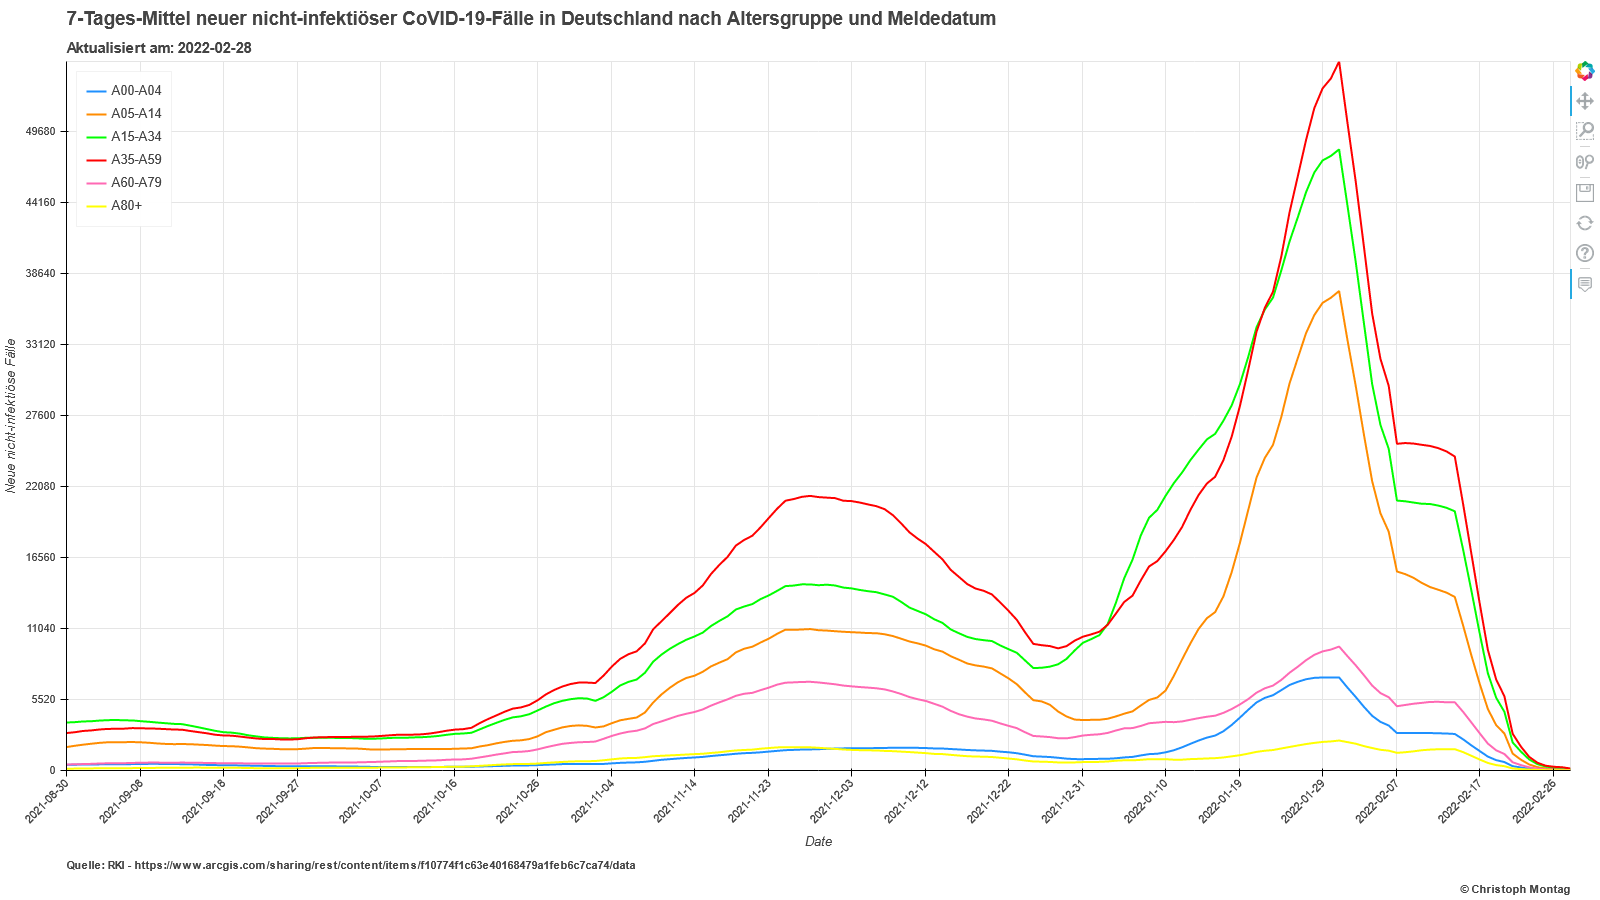 7-Tages-Mittel neuer nicht-infektiöser CoVID-19-Fälle in Deutschland nach Altersgruppe und Meldedatum
Aktualisiert am: 2022-02-28
A00-A04
A05-A14
A15-A34
A35-A59
A60-A79
A80+
49680
44160
38640
33120
27600
22080
16560
11040
5520
0
Neue nicht-infektiöse Fälle
2021-08-30
2021-09-08
2021-09-18
2021-09-27
2021-10-07
2021-10-16
2021-10-26
2021-11-04
2021-11-14
2021-11-23
2021-12-03
2021-12-12
2021-12-22
2021-12-31
2022-01-10
2022-01-19
2022-01-29
2022-02-07
2022-02-17
2022-02-26
Date
Quelle: RKI - https://www.arcgis.com/sharing/rest/content/items/f10774f1c63e40168479a1feb6c7ca74/data
© Christoph Montag